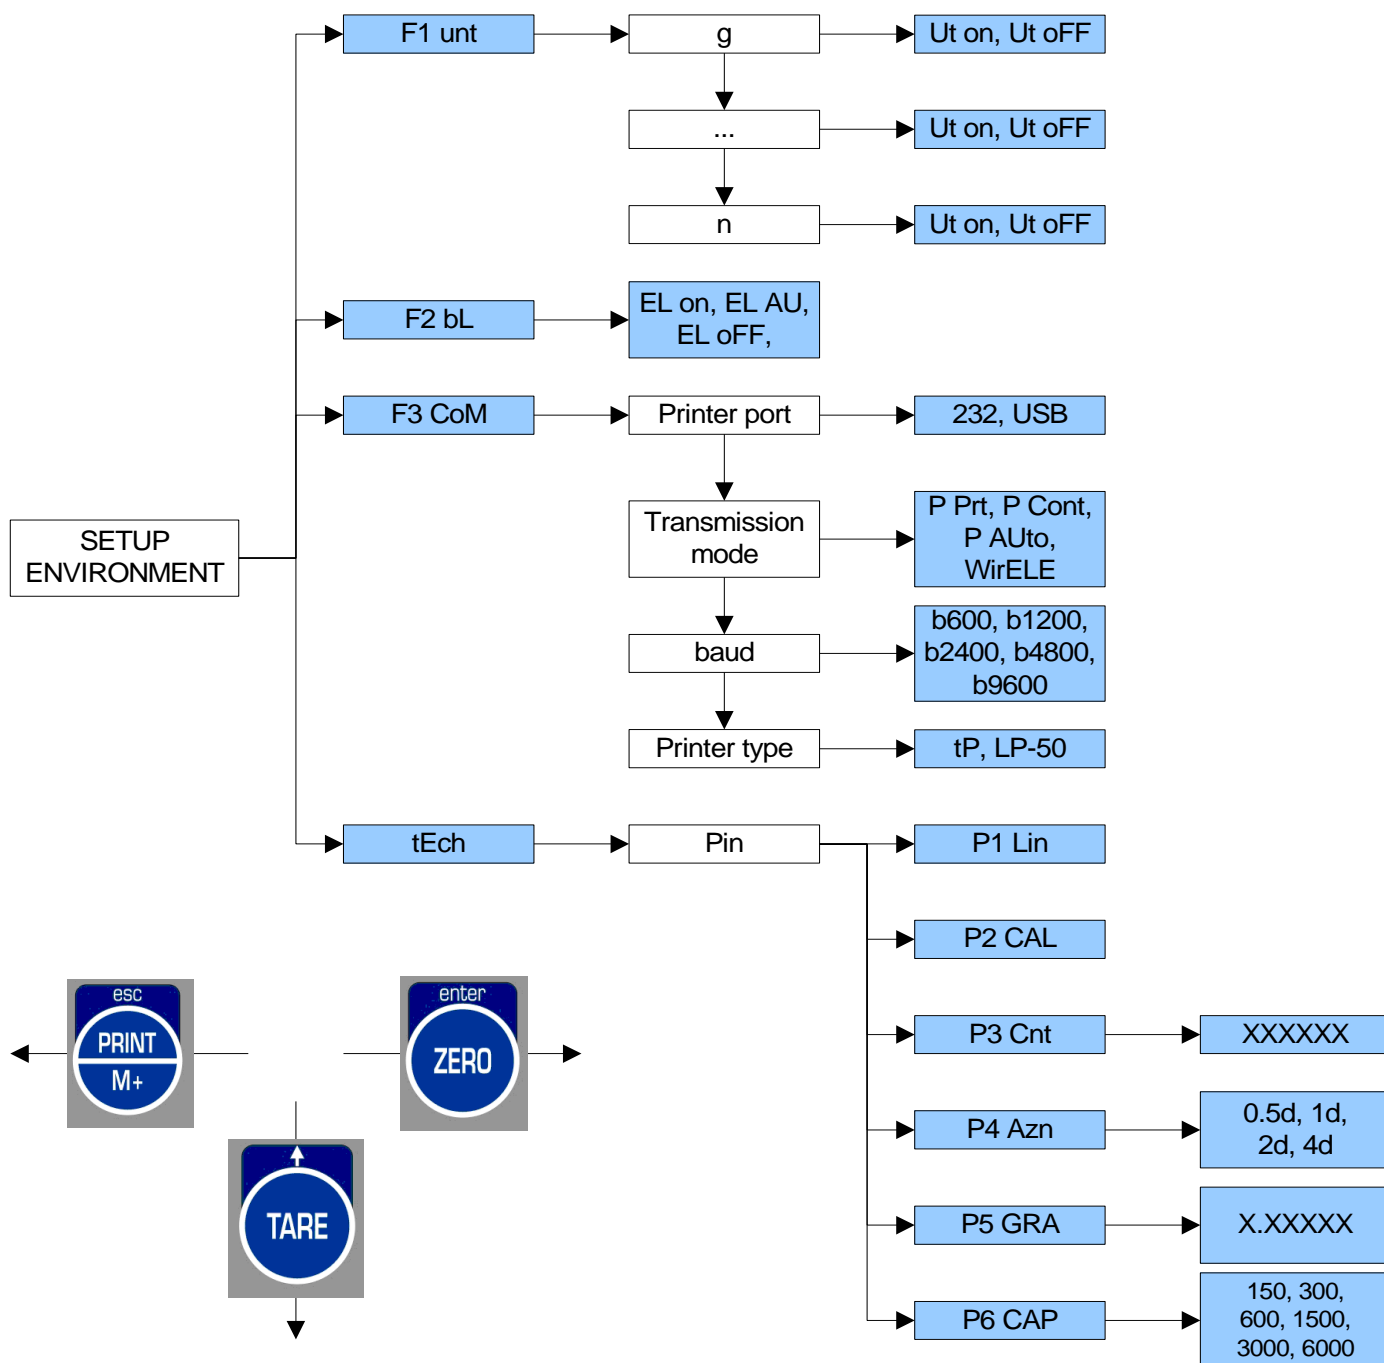 F1 unt
g
Ut on, Ut oFF
...
Ut on, Ut oFF
n
Ut on, Ut oFF
F2 bL
EL on, EL AU,
EL oFF,
F3 CoM
Printer port
232, USB
SETUP
ENVIRONMENT
Transmission
mode
P Prt, P Cont,
P AUto,
WirELE
baud
b600, b1200,
b2400, b4800,
b9600
Printer type
tP, LP-50
tEch
Pin
P1 Lin
P2 CAL
P3 Cnt
XXXXXX
P4 Azn
0.5d, 1d,
2d, 4d
P5 GRA
X.XXXXX
P6 CAP
150, 300,
600, 1500,
3000, 6000
esc
PRINT
M+
enter
ZERO
TARE